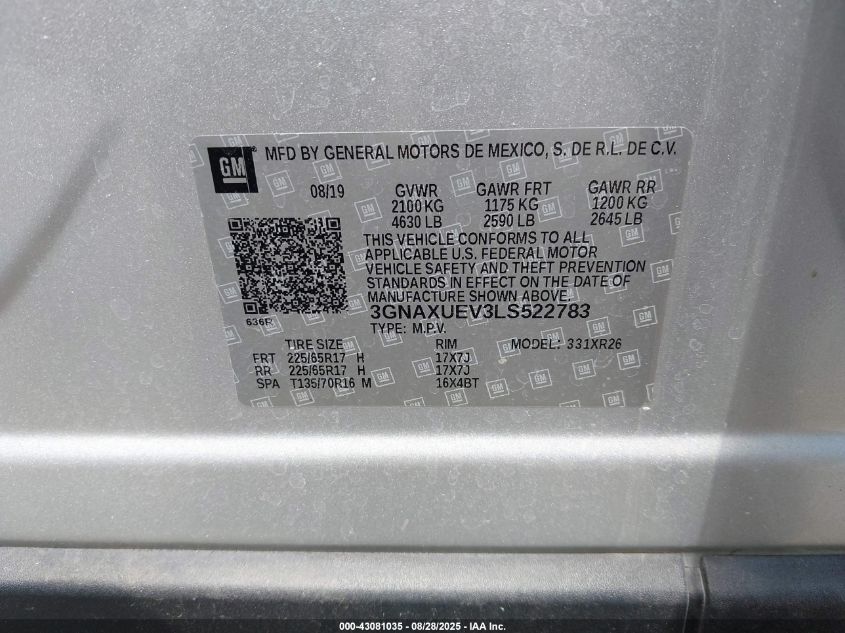 GM ® MFD BY GENERAL MOTORS DE MEXICO, S. DE R.L. DE C.V.
08/19 GVWR GAWR FRT GAWR RR
2100 KG 1175 KG 1200 KG
4630 LB 2590 LB 2645 LB
THIS VEHICLE CONFORMS TO ALL
APPLICABLE U.S. FEDERAL MOTOR
VEHICLE SAFETY AND THEFT PREVENTION
STANDARDS IN EFFECT ON THE DATE OF
MANUFACTURE SHOWN ABOVE.
3GNAXUEV3LS522783
636R
TYPE: M.P.V.
TIRE SIZE RIM MODEL: 331XR26
FRT 225/65R17 H 17X7J
RR 225/65R17 H 17X7J
SPA T135/70R16 M 16X4BT
000-43081035 - 08/28/2025 - IAA Inc.